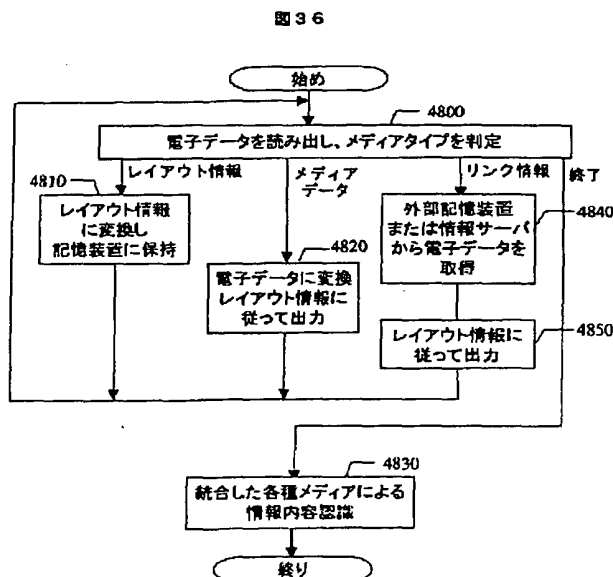 図３６
始め
4800
電子データを読み出し、メディアタイプを判定
4810
レイアウト情報
メディア
データ
リンク情報
終了
レイアウト情報
に変換し
記憶装置に保持
4820
電子データに変換
レイアウト情報に
従って出力
外部記憶装置
または情報サーバ
から電子データを
取得
4840
レイアウト情報に
従って出力
4850
4830
統合した各種メディアによる
情報内容認識
終り